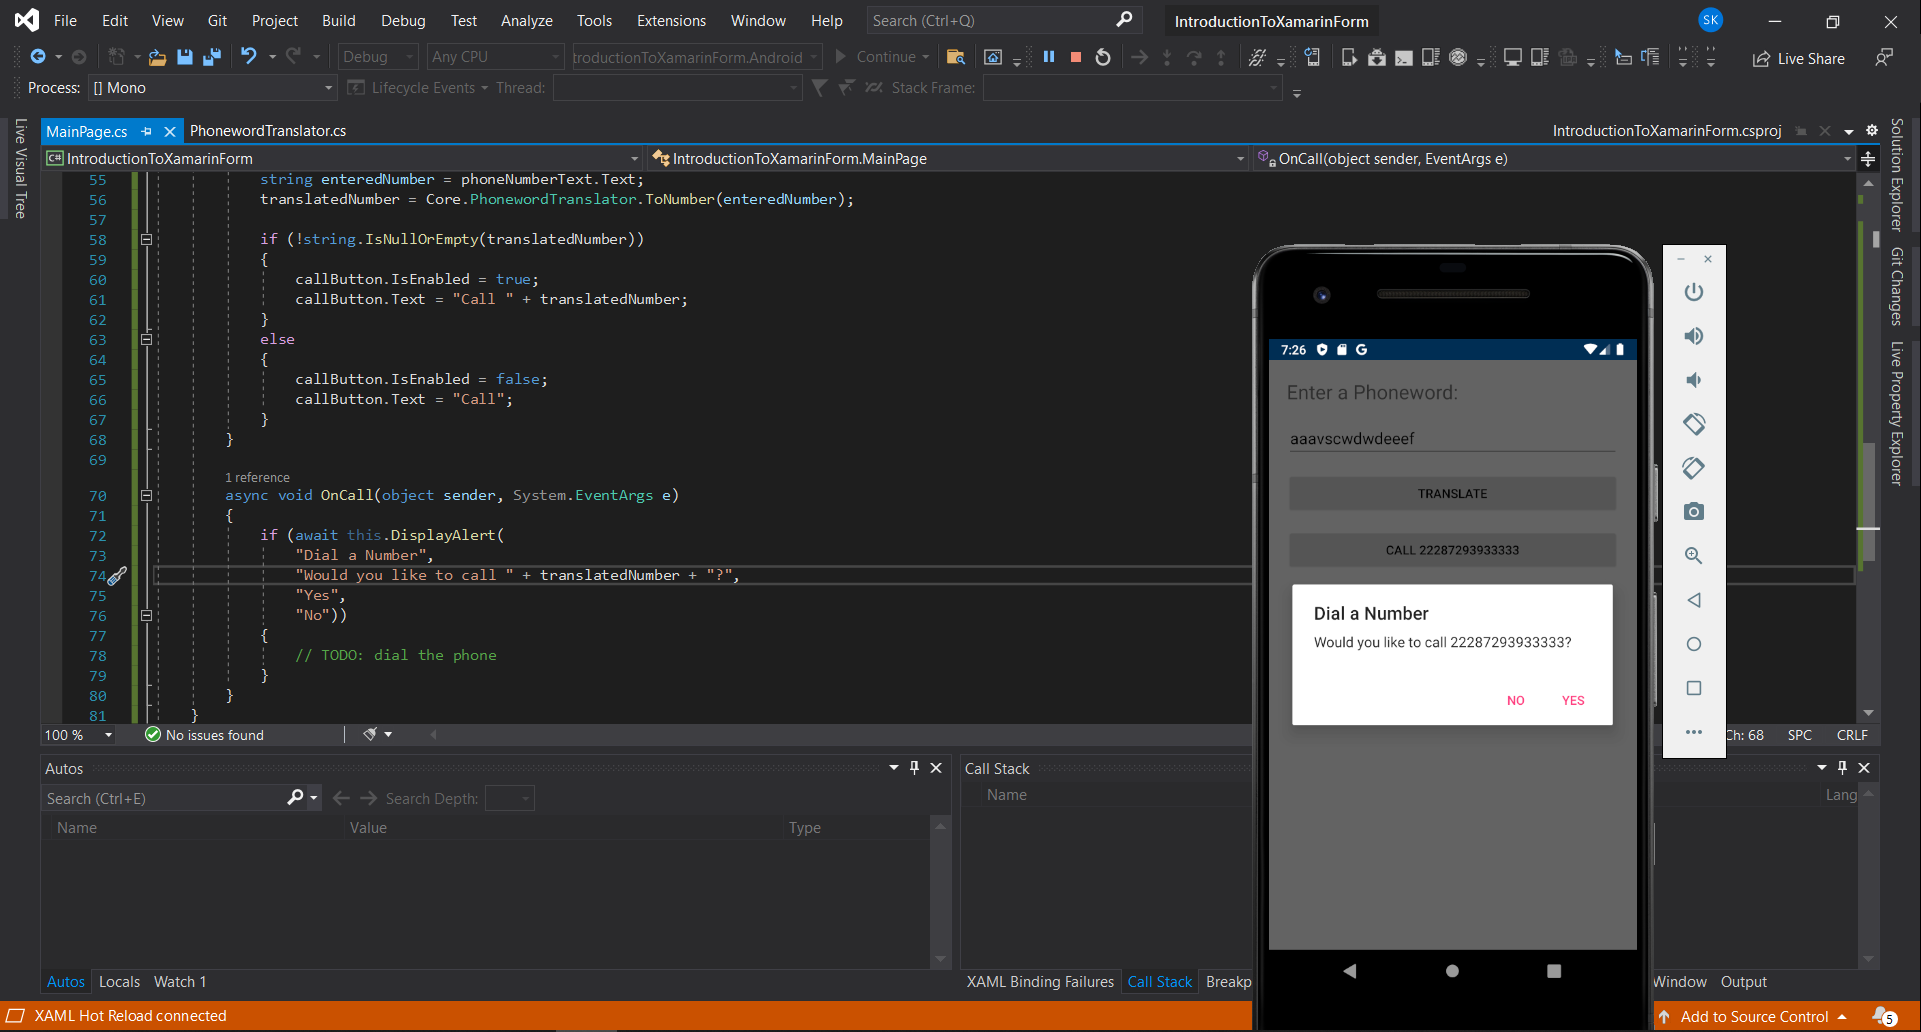 File Edit View Git Project Build Debug Test Analyze Tools Extensions Window Help Search (Ctrl+Q) IntroductionToXamarinForm SK
Debug Any CPU troductionToXamarinForm.Android Continue Live Share
Process: [] Mono Lifecycle Events Thread: Stack Frame:
Live Visual Tree
MainPage.cs PhonewordTranslator.cs IntroductionToXamarinForm.csproj
C# IntroductionToXamarinForm IntroductionToXamarinForm.MainPage OnCall(object sender, EventArgs e)
55 string enteredNumber = phoneNumberText.Text;
56 translatedNumber = Core.PhonewordTranslator.ToNumber(enteredNumber);
57
58 if (!string.IsNullOrEmpty(translatedNumber))
59 {
60 callButton.IsEnabled = true;
61 callButton.Text = "Call " + translatedNumber;
62 }
63 else
64 {
65 callButton.IsEnabled = false;
66 callButton.Text = "Call";
67 }
68 }
69
1 reference
70 async void OnCall(object sender, System.EventArgs e)
71 {
72 if (await this.DisplayAlert(
73 "Dial a Number",
74 "Would you like to call " + translatedNumber + "?",
75 "Yes",
76 "No"))
77 {
78 // TODO: dial the phone
79 }
80 }
81 }
100 % No issues found Ch: 68 SPC CRLF
7:26 G
Enter a Phoneword:
aaavscwdwdeeef
TRANSLATE
CALL 22287293933333
Dial a Number
Would you like to call 22287293933333?
NO YES
Solution Explorer
Git Changes
Live Property Explorer
Autos
Search (Ctrl+E) Search Depth:
Name Value Type
Autos Locals Watch 1
Call Stack
Name Lang
XAML Binding Failures Call Stack Breakp Window Output
XAML Hot Reload connected Add to Source Control 5